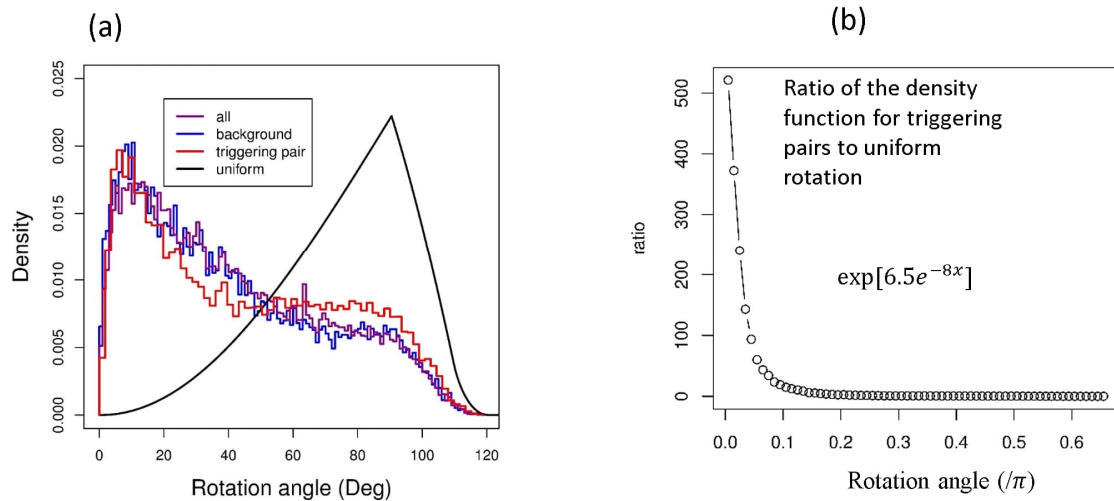 (a)
0.025
0.020
0.015
0.010
0.005
0.000
Density
all
background
triggering pair
uniform
0
20
40
60
80
100
120
Rotation angle (Deg)
(b)
500
400
300
200
100
0
ratio
Ratio of the density
function for triggering
pairs to uniform
rotation
exp[6.5e^{-8x}]
0.0
0.1
0.2
0.3
0.4
0.5
0.6
Rotation angle (/π)